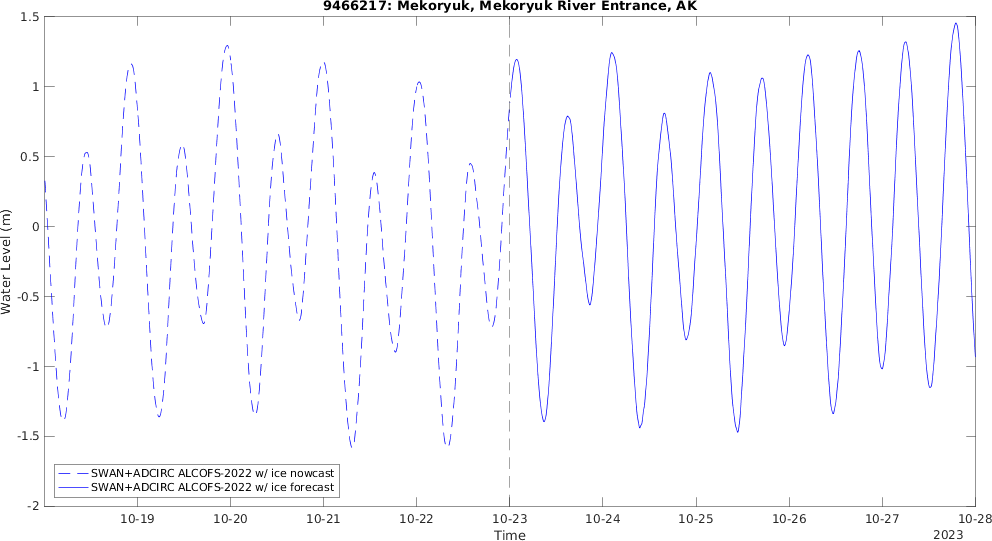 9466217: Mekoryuk, Mekoryuk River Entrance, AK
1.5
1
0.5
0
-0.5
-1
-1.5
-2
Water Level (m)
SWAN+ADCIRC ALCOFS-2022 w/ ice nowcast
SWAN+ADCIRC ALCOFS-2022 w/ ice forecast
10-19 10-20 10-21 10-22 10-23 10-24 10-25 10-26 10-27 10-28
Time
2023